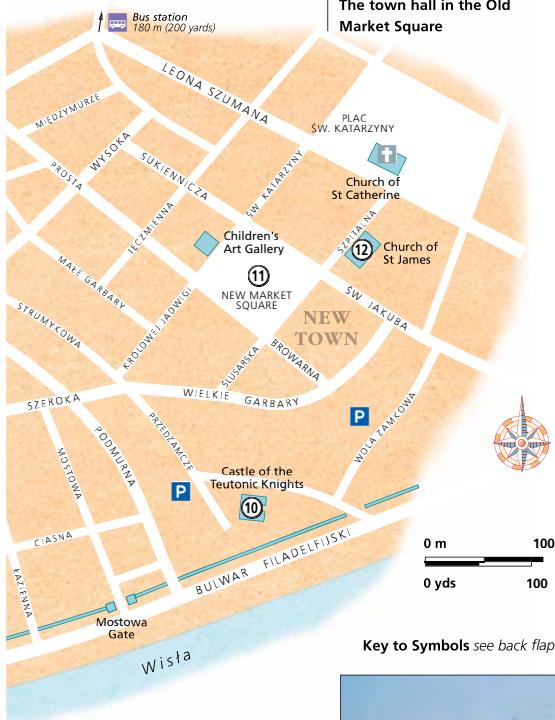 The town hall in the Old
Market Square
Bus station
180 m (200 yards)
LEONA SZUMANA
MIĘDZYMURZE
PLAC
ŚW. KATARZYNY
WYSOKA
PROSTA
SUKIENNICZA
ŚW. KATARZYNY
Church of
St Catherine
JĘCZMIENNA
SZPITALNA
Children's
Art Gallery
12
Church of
St James
11
NEW MARKET
SQUARE
MAŁE GARBARY
KRÓLOWEJ JADWIGI
ŚW. JAKUBA
NEW
TOWN
STRUMYKOWA
ŚLUSARSKA
BROWARNA
SZEROKA
WIELKIE GARBARY
P
PRZEDZAMCZE
PODMURNA
MOSTOWA
WOLA ZAMKOWA
Castle of the
Teutonic Knights
P
10
CIASNA
BULWAR FILADELFIJSKI
0 m 100
0 yds 100
ŁAZIENNA
Mostowa
Gate
Wisła
Key to Symbols see back flap